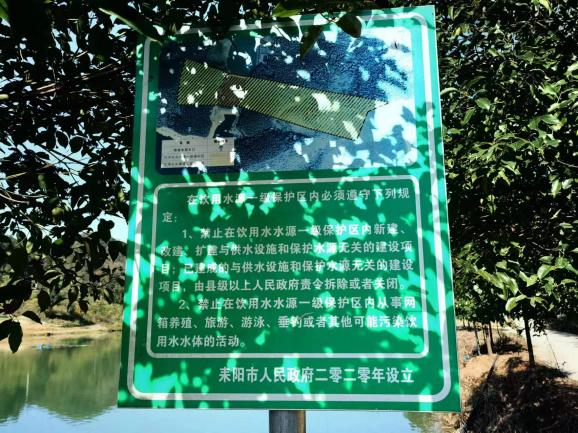 在饮用水源一级保护区内必须遵守下列规
定：
1、禁止在饮用水水源一级保护区内新建、
改建、扩建与供水设施和保护水源无关的建设
项目；已建成的与供水设施和保护水源无关的建设
项目，由县级以上人民政府责令拆除或者关闭。
2、禁止在饮用水水源一级保护区内从事网
箱养殖、旅游、游泳、垂钓或者其他可能污染饮
用水水体的活动。
耒阳市人民政府二零二零年设立